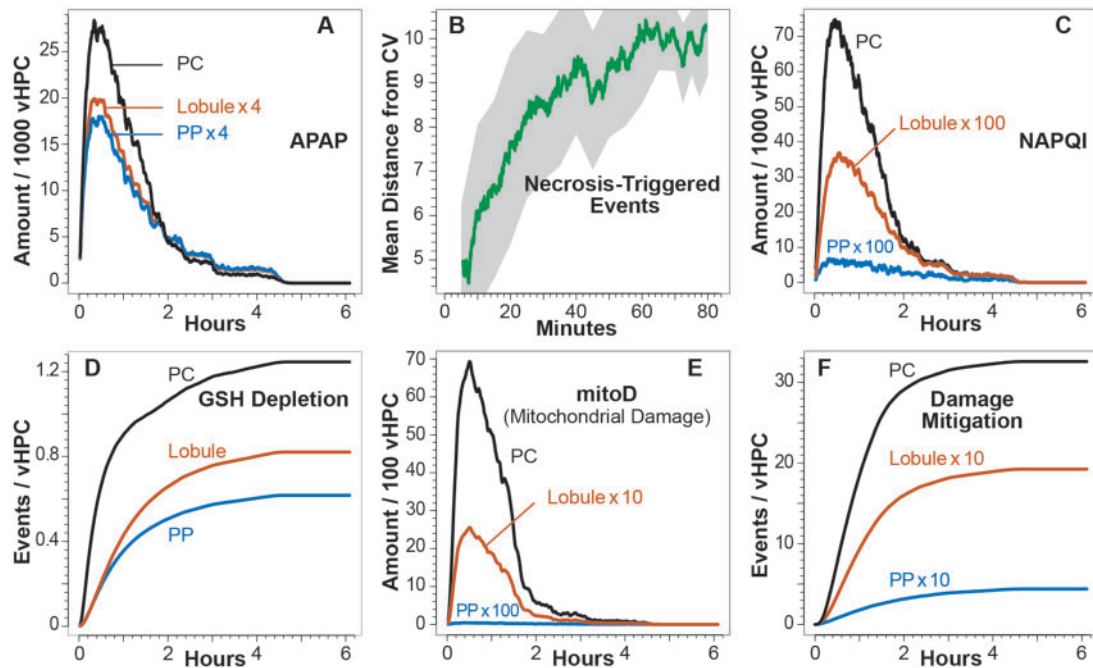 A
Amount / 1000 vHPC
25
20
15
10
5
0
PC
Lobule x 4
PP x 4
APAP
0 2 4 6
Hours
B
Mean Distance from CV
10
9
8
7
6
5
Necrosis-Triggered
Events
0 20 40 60 80
Minutes
C
Amount / 1000 vHPC
70
50
30
10
0
PC
Lobule x 100
NAPQI
PP x 100
0 2 4 6
Hours
D
Events / vHPC
1.2
0.8
0.4
0
PC
GSH Depletion
Lobule
PP
0 2 4 6
Hours
E
Amount / 100 vHPC
100
70
60
50
40
30
20
10
0
mitoD
(Mitochondrial Damage)
PC
Lobule x 10
PP x 100
0 2 4 6
Hours
F
Events / vHPC
30
20
10
0
PC
Damage
Mitigation
Lobule x 10
PP x 10
0 2 4 6
Hours